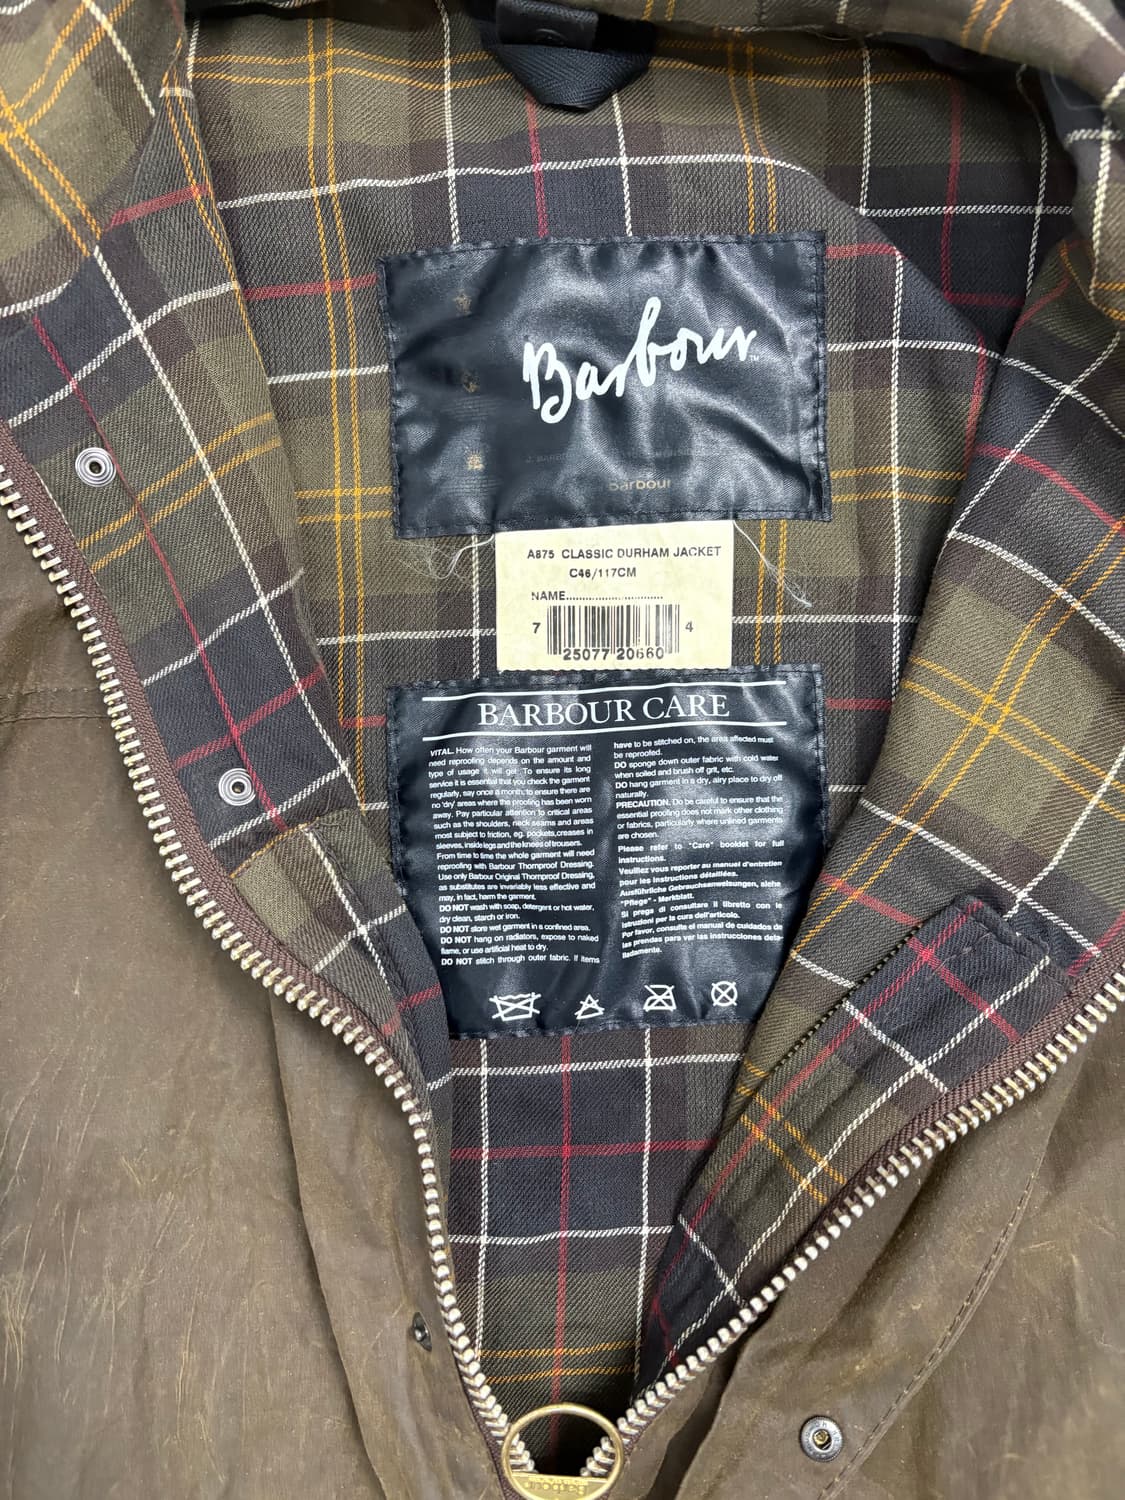 Barbour™
Barbour
A875 CLASSIC DURHAM JACKET
C46/117CM
NAME............................
7 25077 20660 4
BARBOUR CARE
VITAL. How often your Barbour garment will
need reproofing depends on the amount and
type of usage it will get. To ensure its long
service it is essential that you check the garment
regularly, say once a month, to ensure there are
no 'dry' areas where the proofing has been worn
away. Pay particular attention to critical areas
such as the shoulders, neck seams and areas
most subject to friction, eg. pockets,creases in
sleeves, inside legs and the knees of trousers.
From time to time the whole garment will need
reproofing with Barbour Thornproof Dressing.
Use only Barbour Original Thornproof Dressing,
as substitutes are invariably less effective and
may, in fact, harm the garment.
DO NOT wash with soap, detergent or hot water,
dry clean, starch or iron.
DO NOT store wet garment in a confined area.
DO NOT hang on radiators, expose to naked
flame, or use artificial heat to dry.
DO NOT stitch through outer fabric. If items
have to be stitched on, the area affected must
be reproofed.
DO sponge down outer fabric with cold water
when soiled and brush off grit, etc.
DO hang garment in a dry, airy place to dry off
naturally.
PRECAUTION. Do be careful to ensure that the
essential proofing does not mark other clothing
or fabrics, particularly where unlined garments
are chosen.
Please refer to "Care" booklet for full
instructions.
Veuillez vous reporter au manuel d'entretien
pour les instructions détaillées.
Ausführliche Gebrauchsanweisungen, siehe
"Pflege" - Merkblatt.
Si prega di consultare il libretto con le
istruzioni per la cura dell'articolo.
Por favor, consulte el manual de cuidados de
las prendas para ver las instrucciones deta-
lladamente.
Barbour